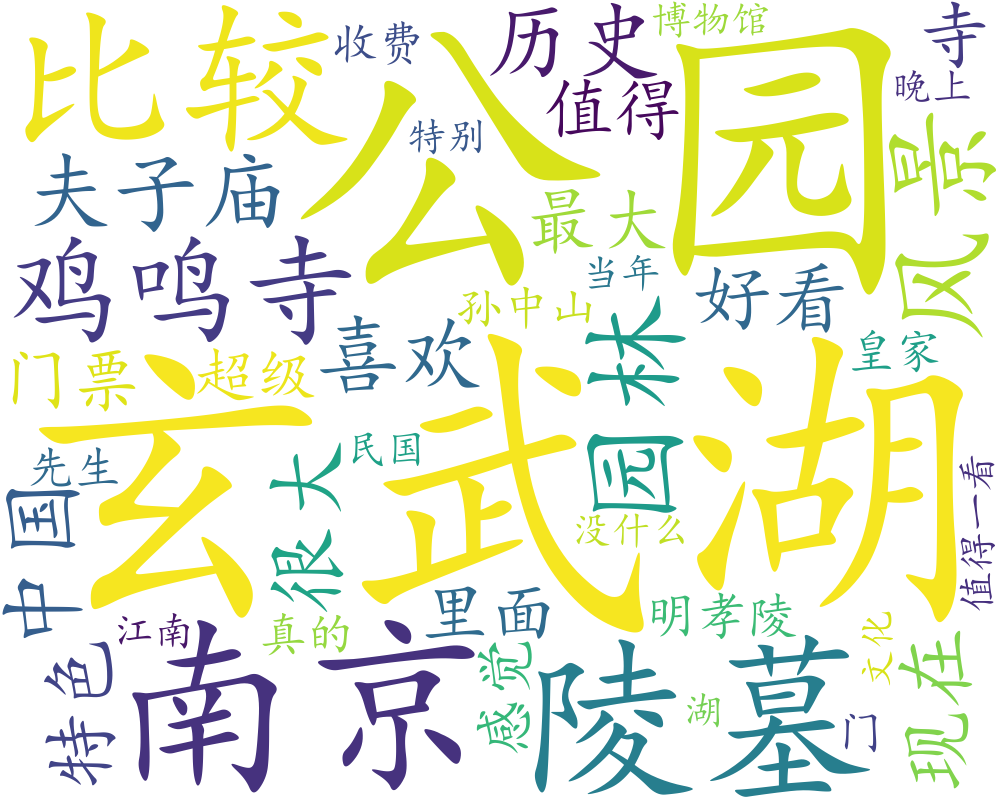 比较
收费
历史
博物馆
寺
公园
值得
晚上
特别
风景
夫子庙
最大
鸡鸣寺
当年
好看
孙中山
喜欢
园林
皇家
门票
超级
玄武湖
先生
很大
民国
中国
没什么
值得一看
江南
真的
里面
明孝陵
文化
现在
特色
南京
感觉
陵墓
湖
门